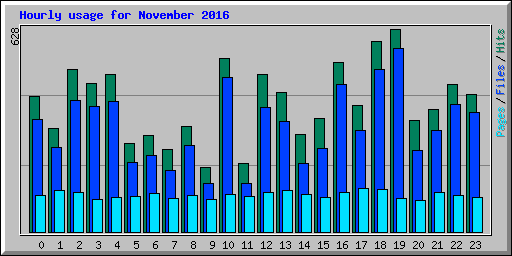 Hourly usage for November 2016
628
Pages/Files/Hits
0 1 2 3 4 5 6 7 8 9 10 11 12 13 14 15 16 17 18 19 20 21 22 23